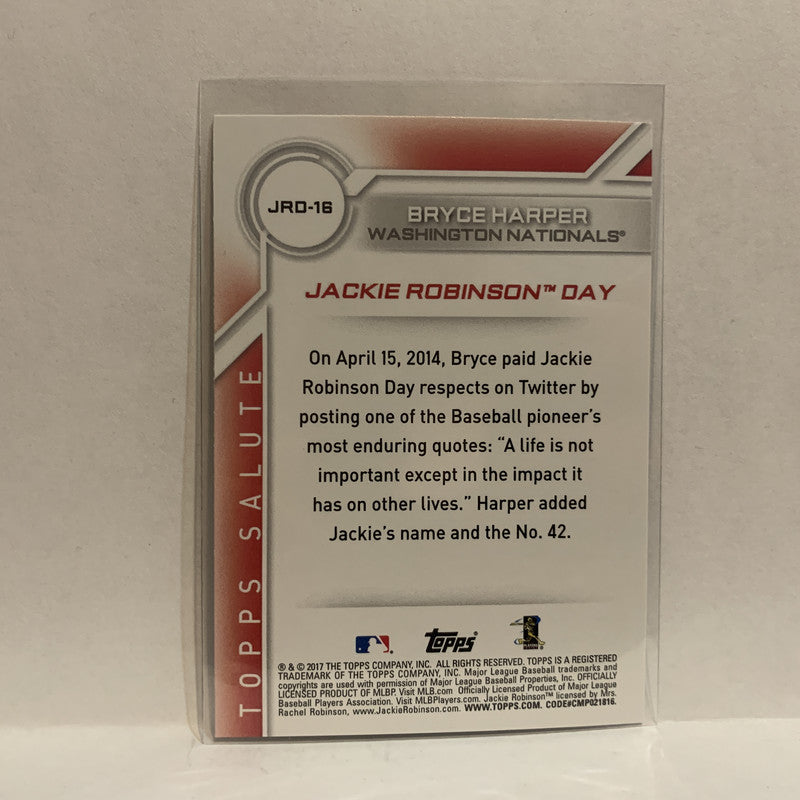 JRD-16
BRYCE HARPER
WASHINGTON NATIONALS®
JACKIE ROBINSON™ DAY
On April 15, 2014, Bryce paid Jackie
Robinson Day respects on Twitter by
posting one of the Baseball pioneer's
most enduring quotes: “A life is not
important except in the impact it
has on other lives.” Harper added
Jackie's name and the No. 42.
TOPPS SALUTE
topps
® & © 2017 THE TOPPS COMPANY, INC. ALL RIGHTS RESERVED. TOPPS IS A REGISTERED
TRADEMARK OF THE TOPPS COMPANY, INC. Major League Baseball trademarks and
copyrights are used with permission of Major League Baseball Properties, Inc. OFFICIALLY
LICENSED PRODUCT OF MLBP. Visit MLB.com Officially Licensed Product of Major League
Baseball Players Association. Visit MLBPlayers.com. Jackie Robinson™ licensed by Mrs.
Rachel Robinson, www.JackieRobinson.com. WWW.TOPPS.COM. CODE#CMP021816.